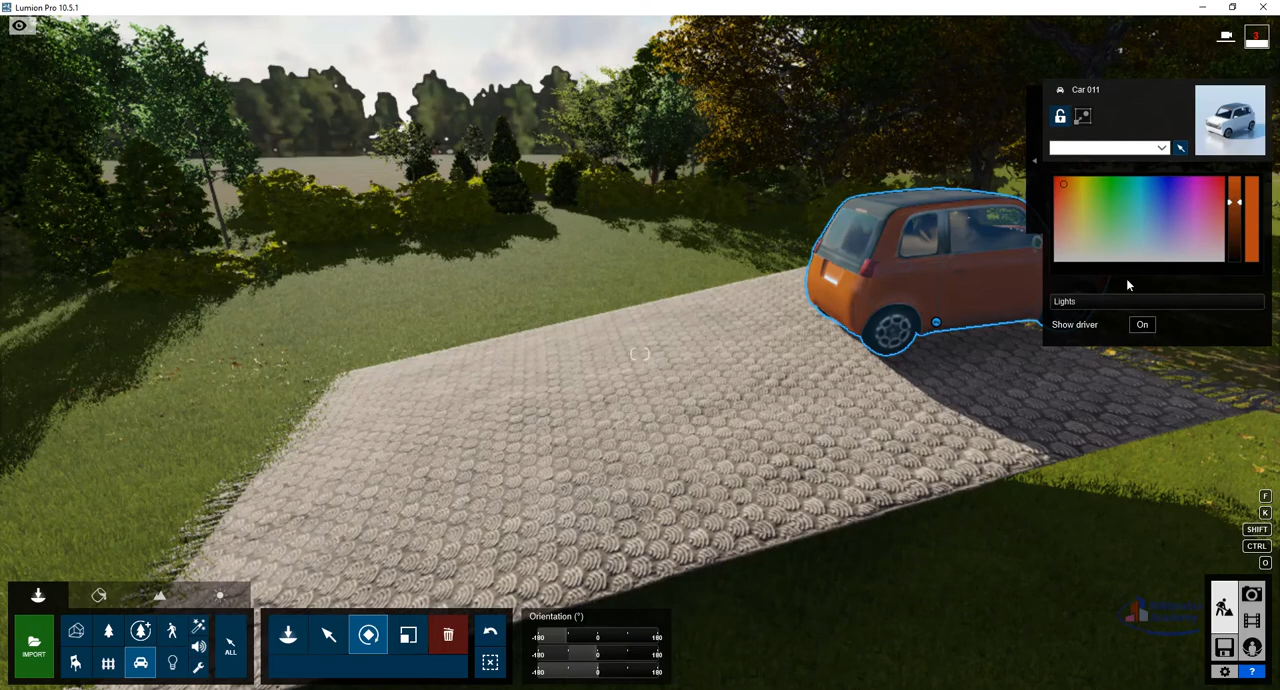 Lumion Pro 10.5.1
3
Car 011
Lights
Show driver
On
F
K
SHIFT
CTRL
O
IMPORT
ALL
Orientation (°)
-180 0 180
-180 0 180
-180 0 180
?